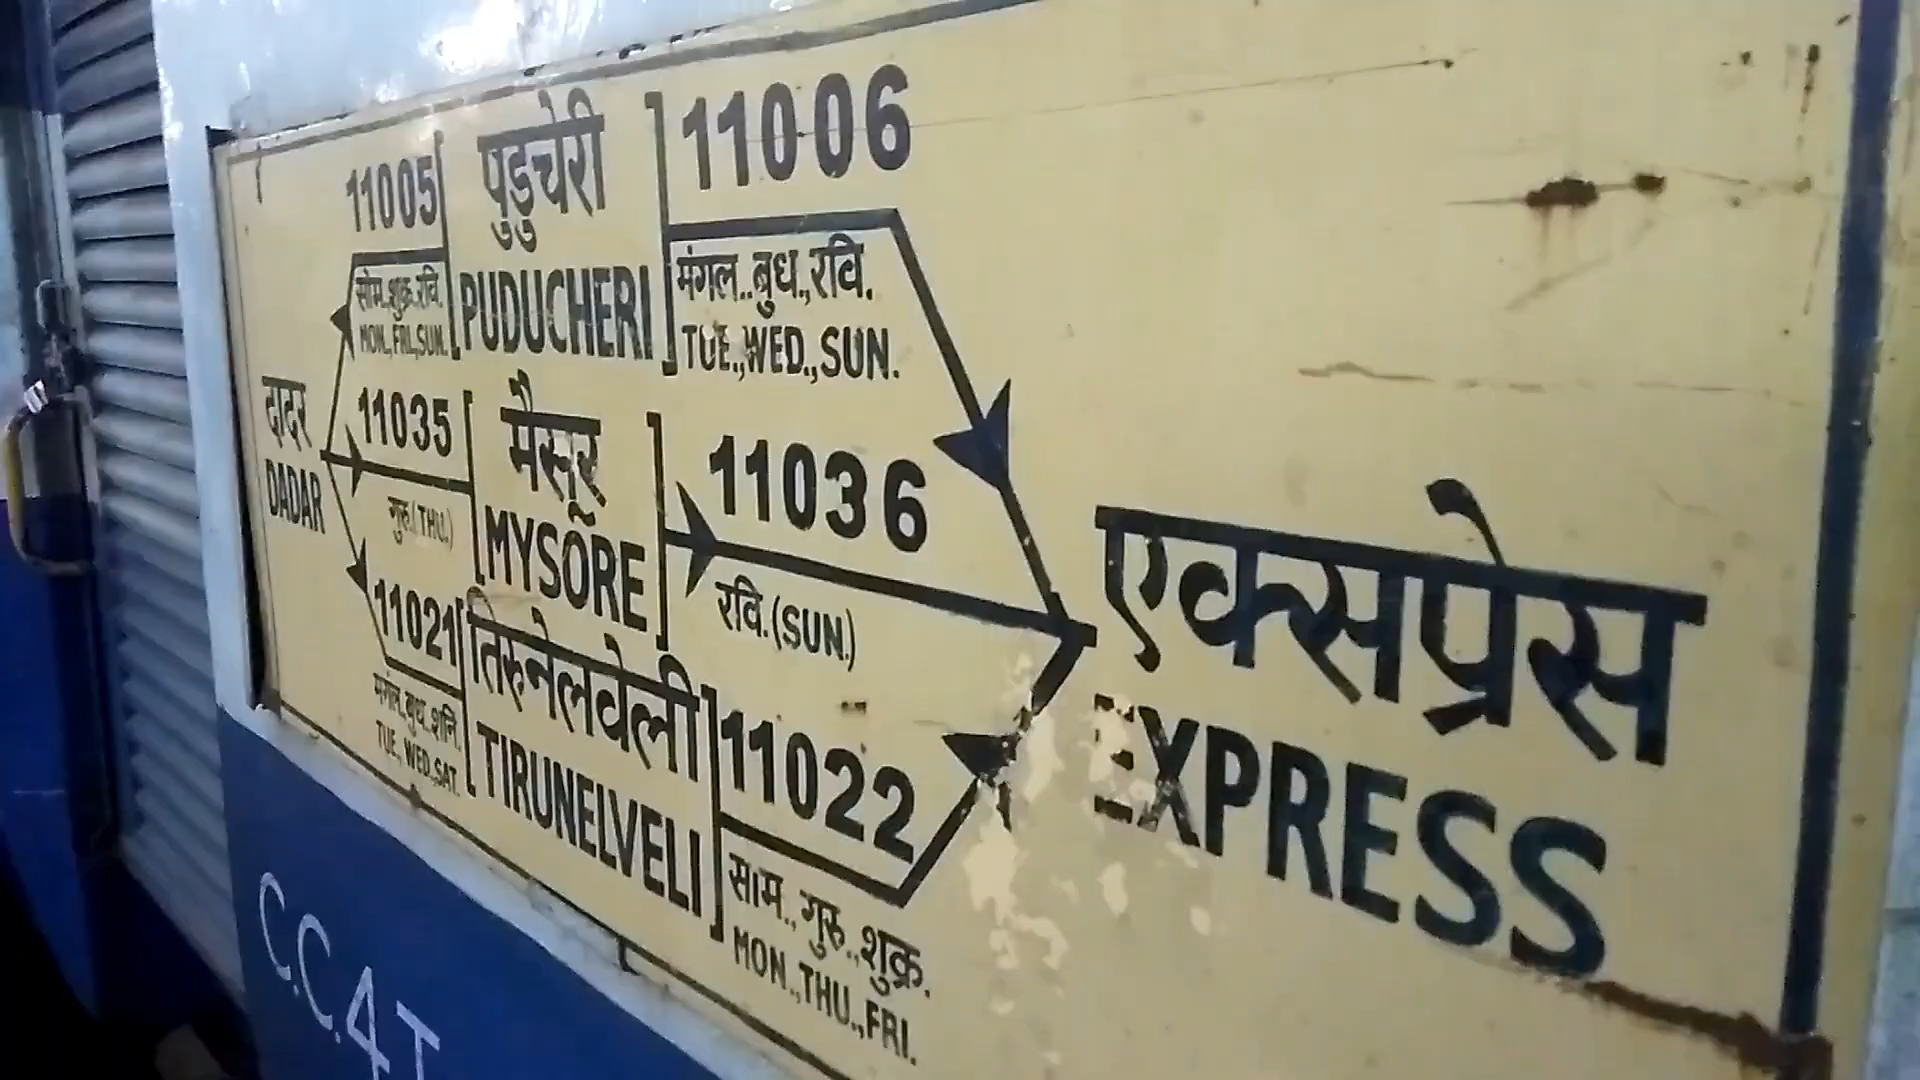 11005
पुडुचेरी
11006
सोम.,शुक्र.,रवि.
MON.,FRI.,SUN.
PUDUCHERI
मंगल..बुध.,रवि.
TUE.,WED.,SUN.
दादर
DADAR
11035
गुरु.(THU.)
मैसूर
MYSORE
11036
रवि.(SUN.)
11021
मंगल.,बुध.,शनि.
TUE., WED.,SAT.
तिरुनेलवेली
TIRUNELVELI
11022
साम.,गुरु.,शुक्र.
MON.,THU.,FRI.
एक्सप्रेस
EXPRESS
C.C.4T